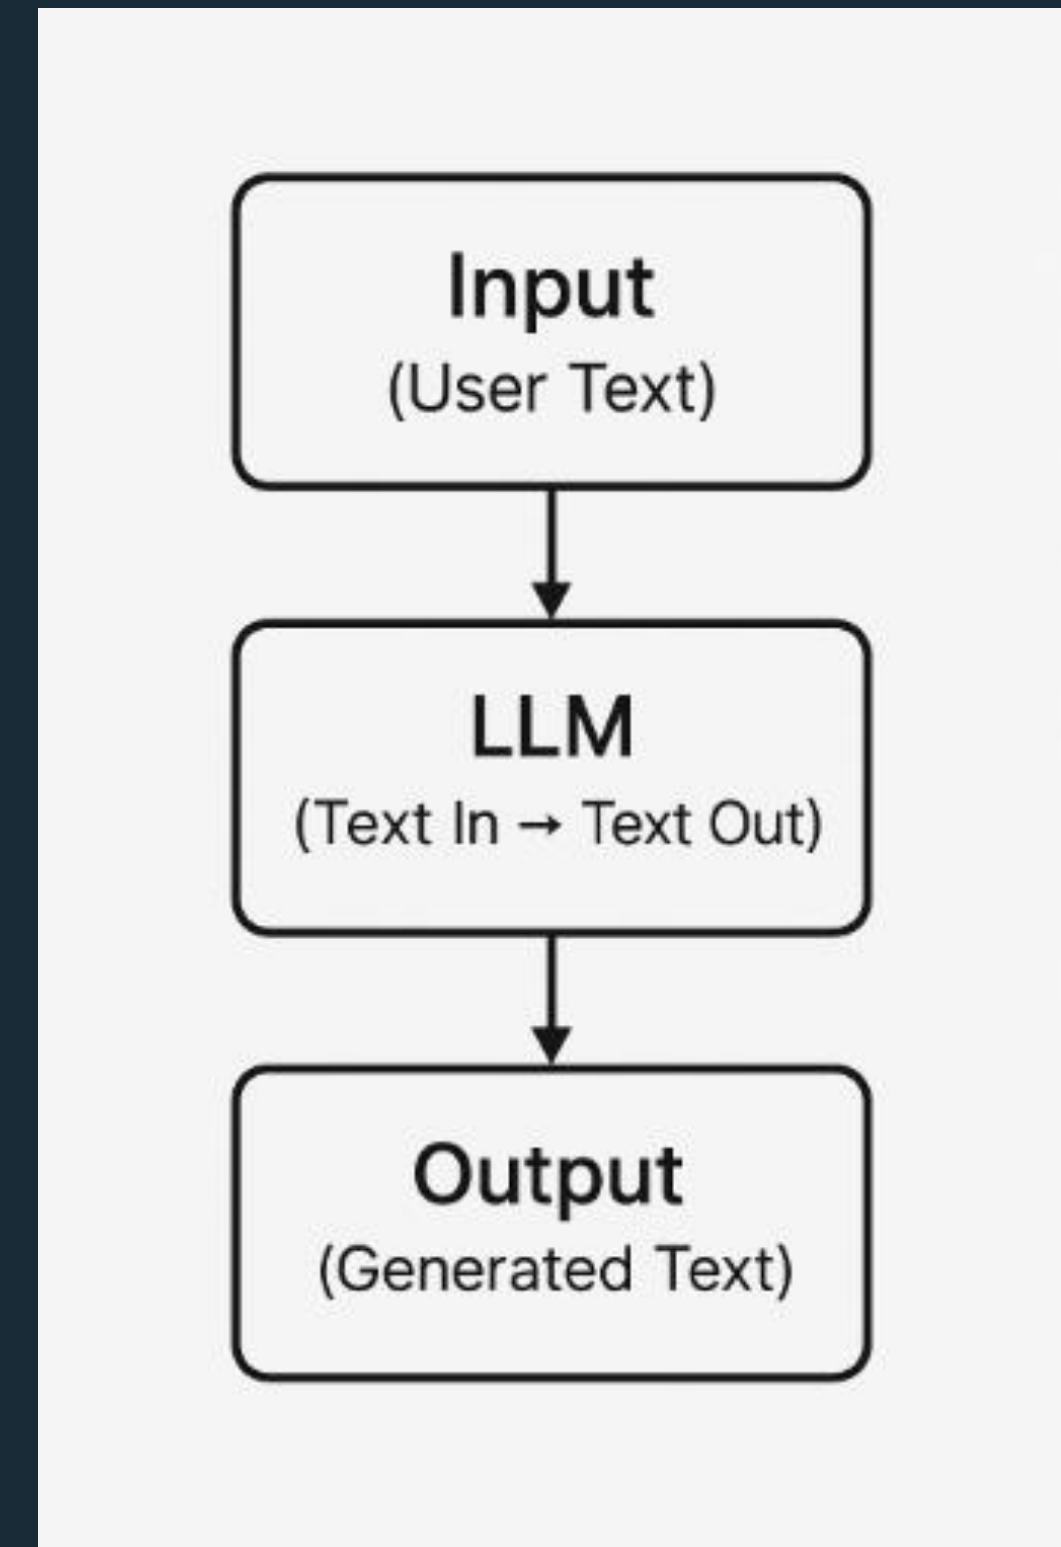 Input
(User Text)
LLM
(Text In → Text Out)
Output
(Generated Text)